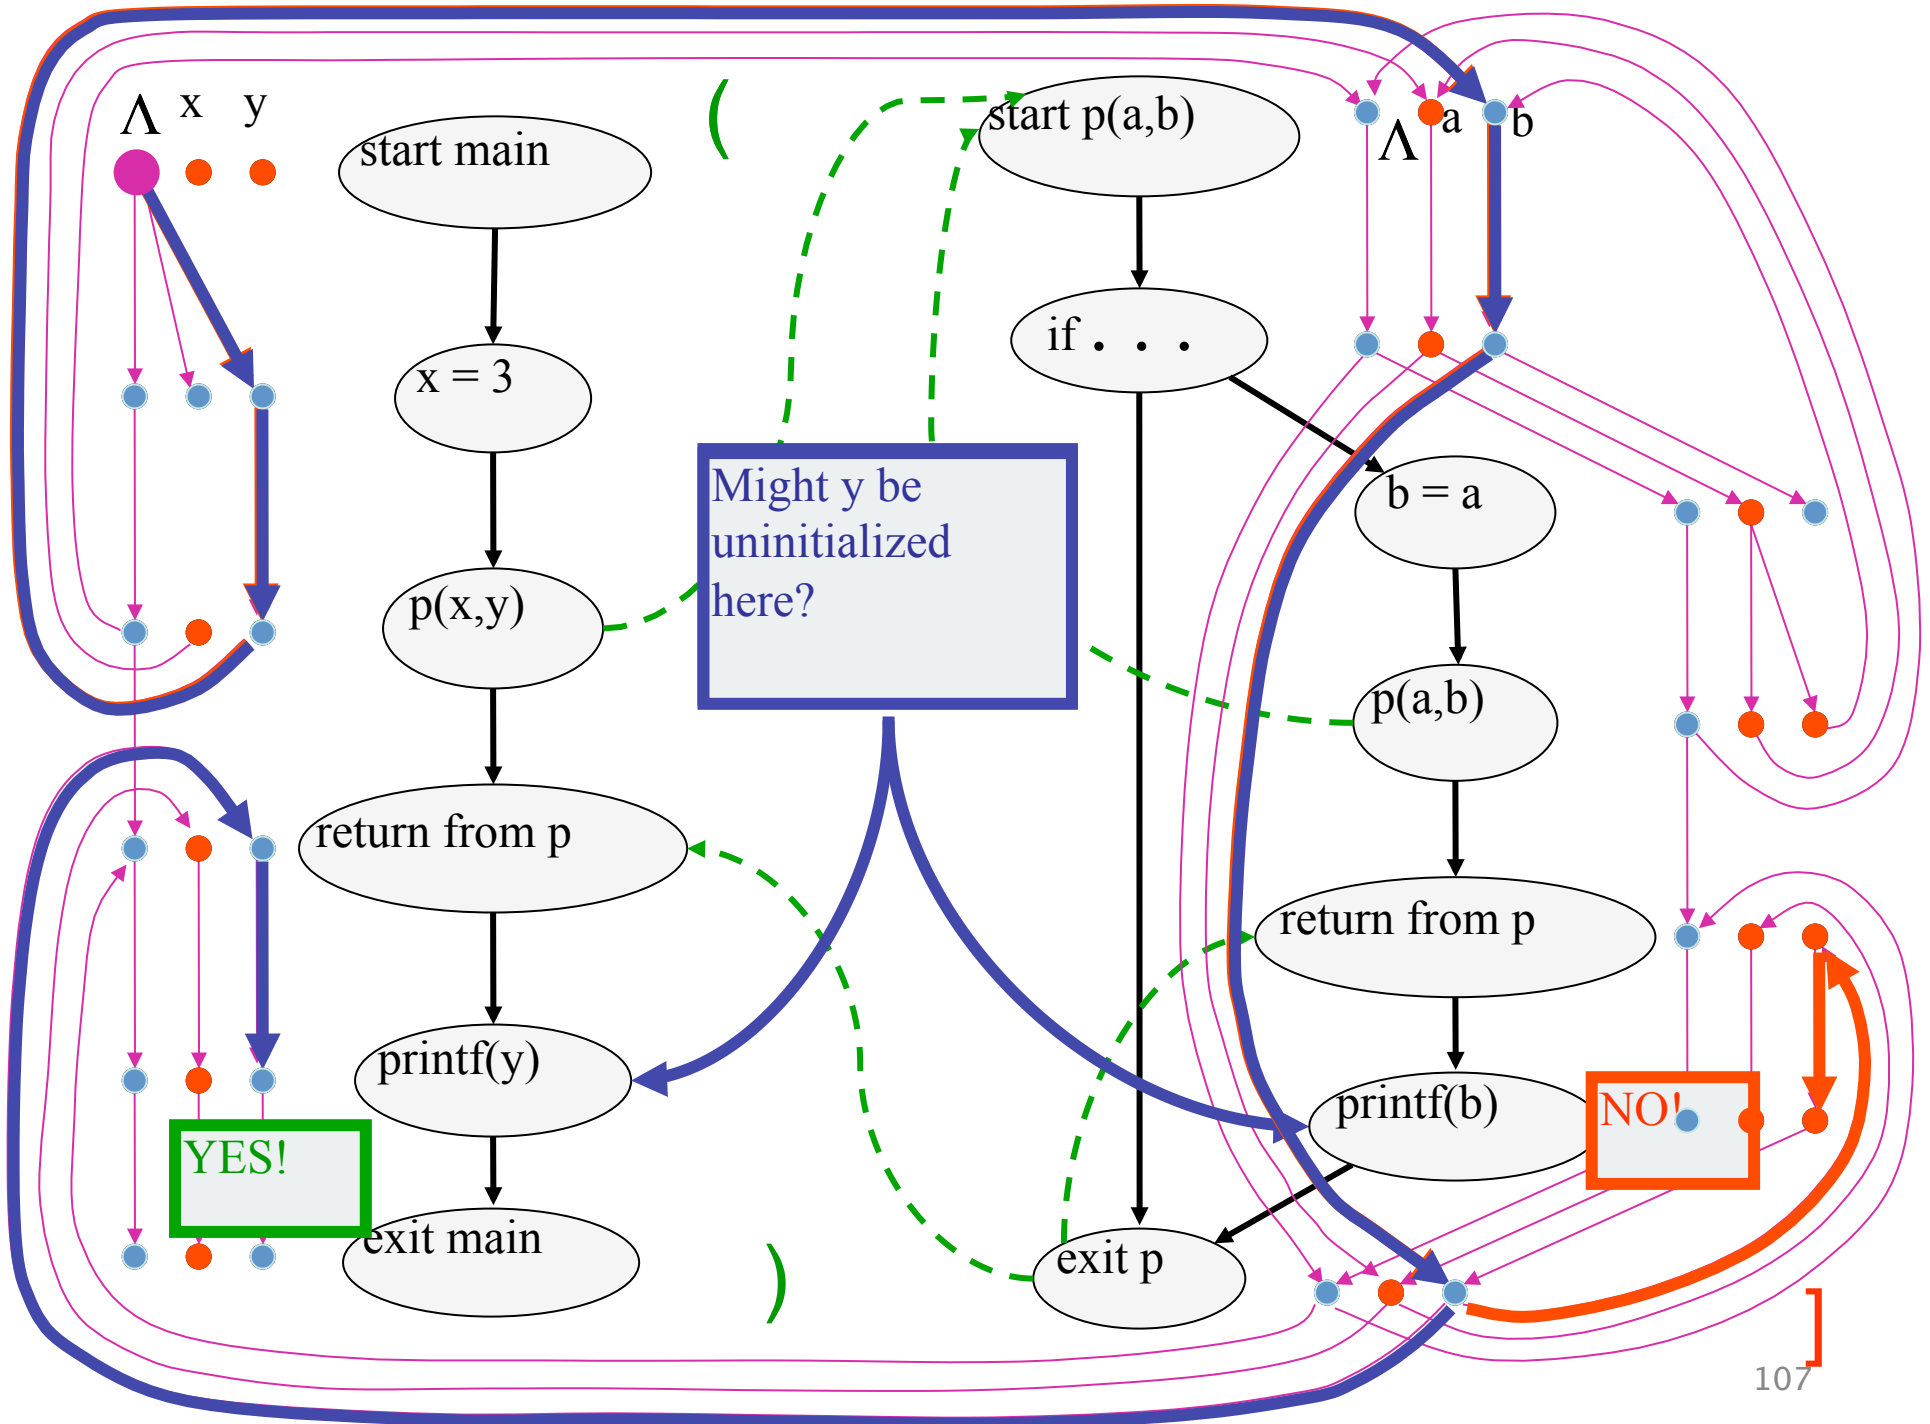 Λ x y
start main
(
start p(a,b)
Λ a b
if . . .
x = 3
Might y be
uninitialized
here?
b = a
p(x,y)
p(a,b)
return from p
return from p
printf(y)
printf(b)
NO!
YES!
exit main
)
exit p
]
107